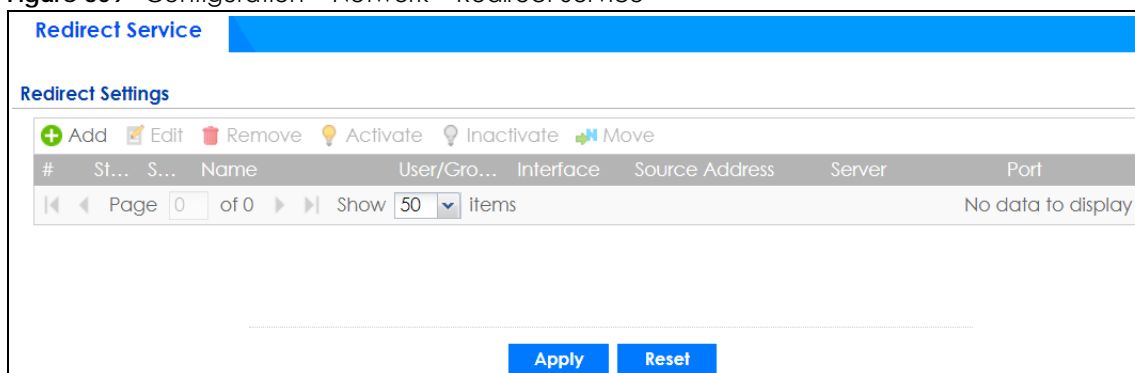 Redirect Service
Redirect Settings
Add Edit Remove Activate Inactivate Move
# St... S... Name User/Gro... Interface Source Address Server Port
Page 0 of 0 Show 50 items No data to display
Apply Reset